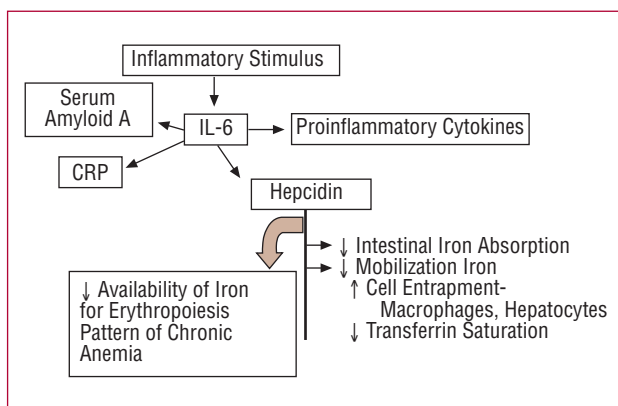 Inflammatory Stimulus
Serum
Amyloid A
IL-6
Proinflammatory Cytokines
CRP
Hepcidin
↓ Intestinal Iron Absorption
↓ Mobilization Iron
↑ Cell Entrapment-
Macrophages, Hepatocytes
↓ Transferrin Saturation
↓ Availability of Iron
for Erythropoiesis
Pattern of Chronic
Anemia